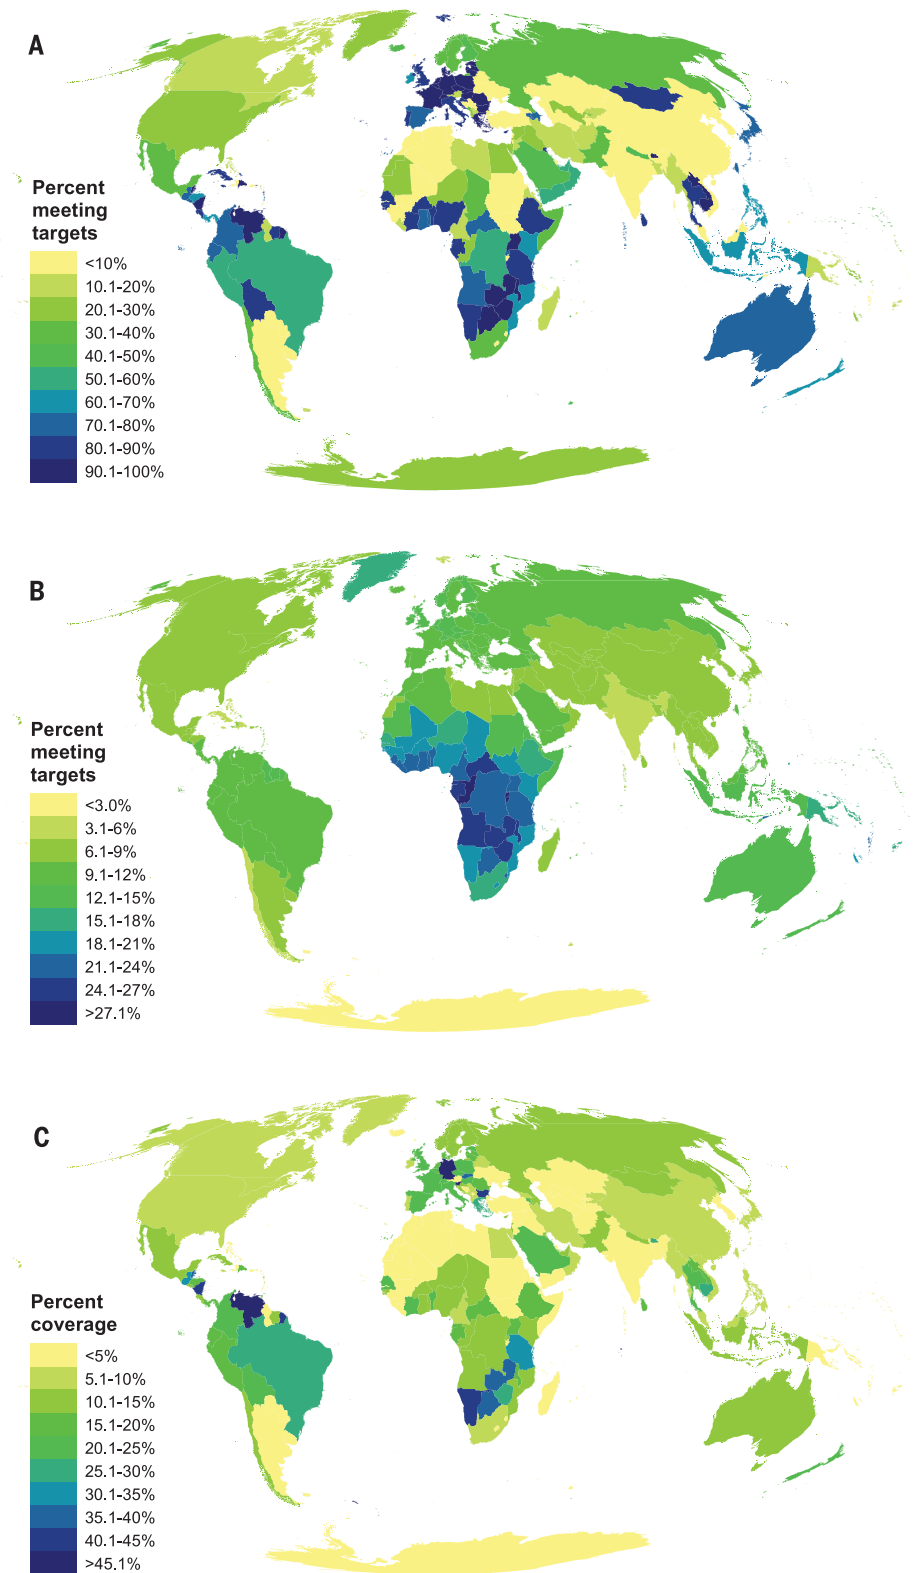 A
Percent
meeting
targets
<10%
10.1-20%
20.1-30%
30.1-40%
40.1-50%
50.1-60%
60.1-70%
70.1-80%
80.1-90%
90.1-100%
B
Percent
meeting
targets
<3.0%
3.1-6%
6.1-9%
9.1-12%
12.1-15%
15.1-18%
18.1-21%
21.1-24%
24.1-27%
>27.1%
C
Percent
coverage
<5%
5.1-10%
10.1-15%
15.1-20%
20.1-25%
25.1-30%
30.1-35%
35.1-40%
40.1-45%
>45.1%